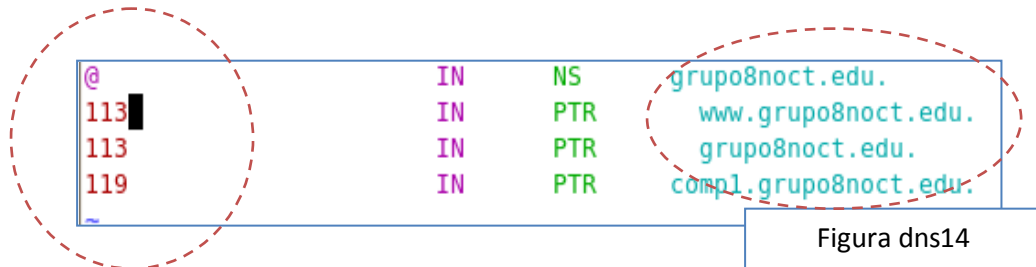 @ IN NS grupo8noct.edu.
113 IN PTR www.grupo8noct.edu.
113 IN PTR grupo8noct.edu.
119 IN PTR comp1.grupo8noct.edu.
~
Figura dns14